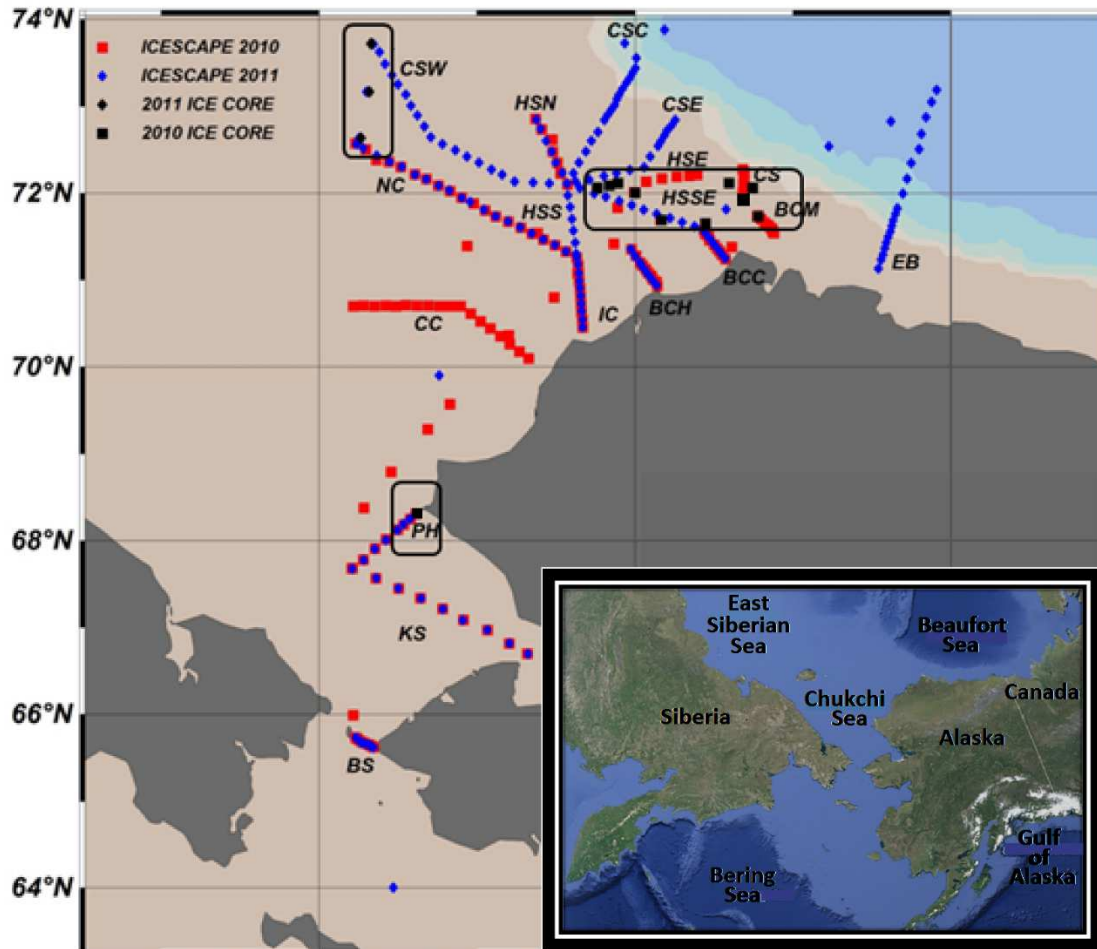 74°N
72°N
70°N
68°N
66°N
64°N
ICESCAPE 2010
ICESCAPE 2011
2011 ICE CORE
2010 ICE CORE
CSW
CSC
HSN
CSE
HSE
CS
NC
HSS
HSSE
BCM
EB
BCC
BCH
IC
CC
PH
KS
BS
East
Siberian
Sea
Beaufort
Sea
Chukchi
Sea
Canada
Siberia
Alaska
Gulf
of
Alaska
Bering
Sea